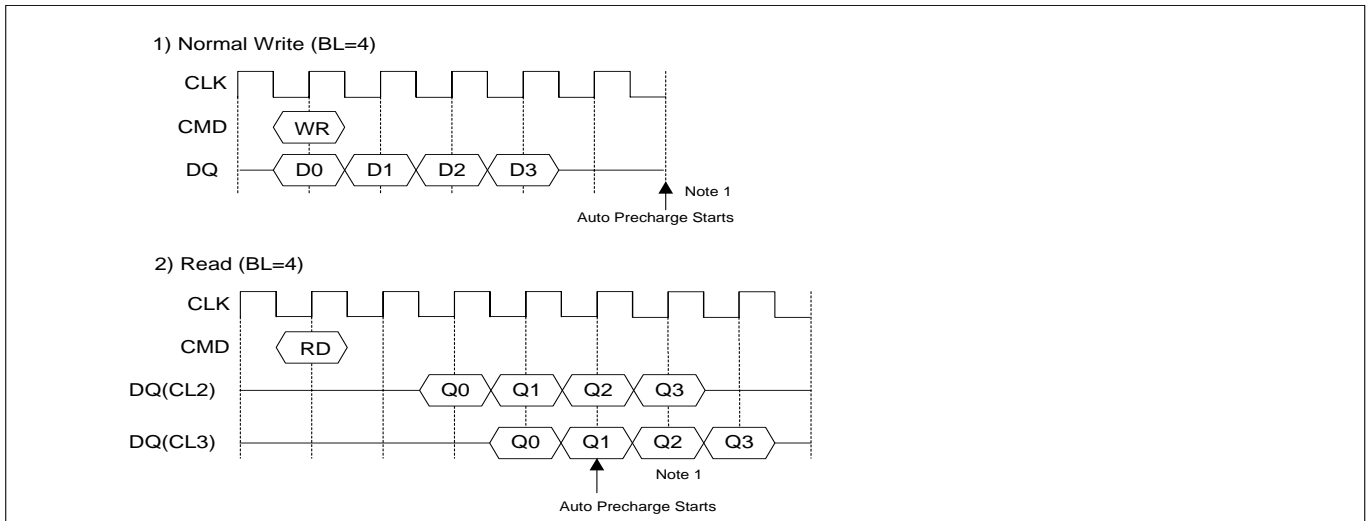 1) Normal Write (BL=4)
CLK
CMD WR
DQ D0 D1 D2 D3
Note 1
Auto Precharge Starts
2) Read (BL=4)
CLK
CMD RD
DQ(CL2) Q0 Q1 Q2 Q3
DQ(CL3) Q0 Q1 Q2 Q3
Note 1
Auto Precharge Starts